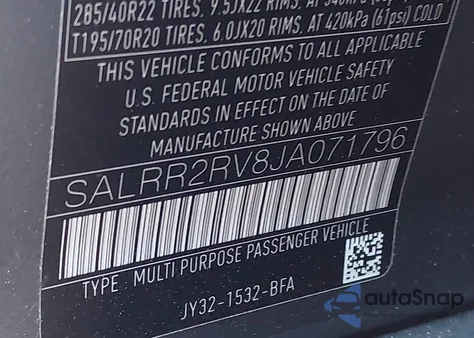 285/40R22 TIRES, 9.5JX22 RIMS, AT
T195/70R20 TIRES, 6.0JX20 RIMS, AT 420kPa (61psi) COLD
THIS VEHICLE CONFORMS TO ALL APPLICABLE
U.S. FEDERAL MOTOR VEHICLE SAFETY
STANDARDS IN EFFECT ON THE DATE OF
MANUFACTURE SHOWN ABOVE
SALRR2RV8JA071796
TYPE MULTI PURPOSE PASSENGER VEHICLE
JY32-1532-BFA
autoSnap